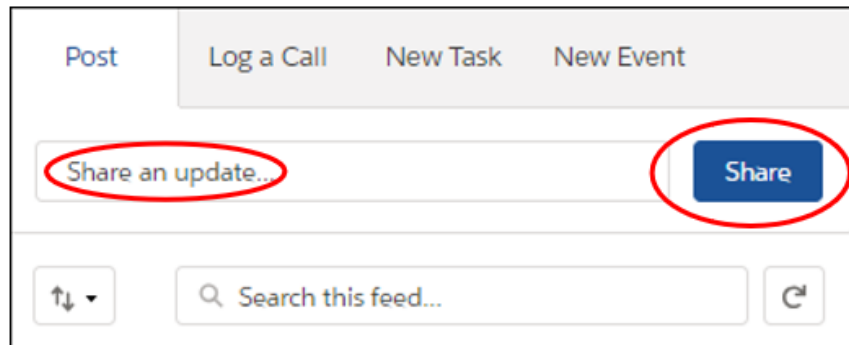 Post Log a Call New Task New Event
Share an update... Share
Search this feed...